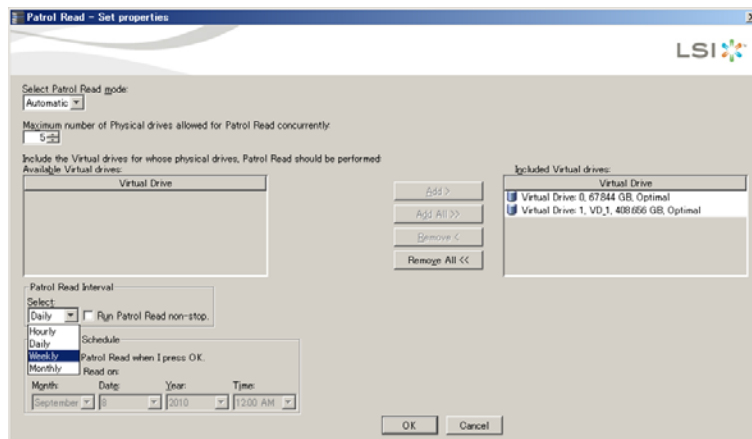 Patrol Read – Set properties
LSI
Select Patrol Read mode:
Automatic
Maximum number of Physical drives allowed for Patrol Read concurrently:
5
Include the Virtual drives for whose physical drives, Patrol Read should be performed:
Available Virtual drives:
Virtual Drive
Add >
Add All >>
Remove <
Remove All <<
Included Virtual drives:
Virtual Drive
Virtual Drive: 0, 67.844 GB, Optimal
Virtual Drive: 1, VD_1, 408.656 GB, Optimal
Patrol Read Interval
Select:
Daily
Run Patrol Read non-stop.
Hourly
Daily
Weekly
Monthly
Schedule
Patrol Read when I press OK.
Read on:
Month: Date: Year: Time:
September 8 2010 12:00 AM
OK Cancel